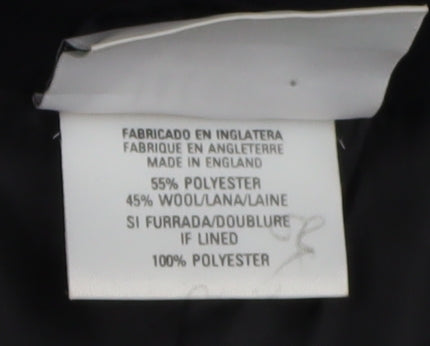 FABRICADO EN INGLATERA
FABRIQUE EN ANGLETERRE
MADE IN ENGLAND
55% POLYESTER
45% WOOL/LANA/LAINE
SI FURRADA/DOUBLURE
IF LINED
100% POLYESTER